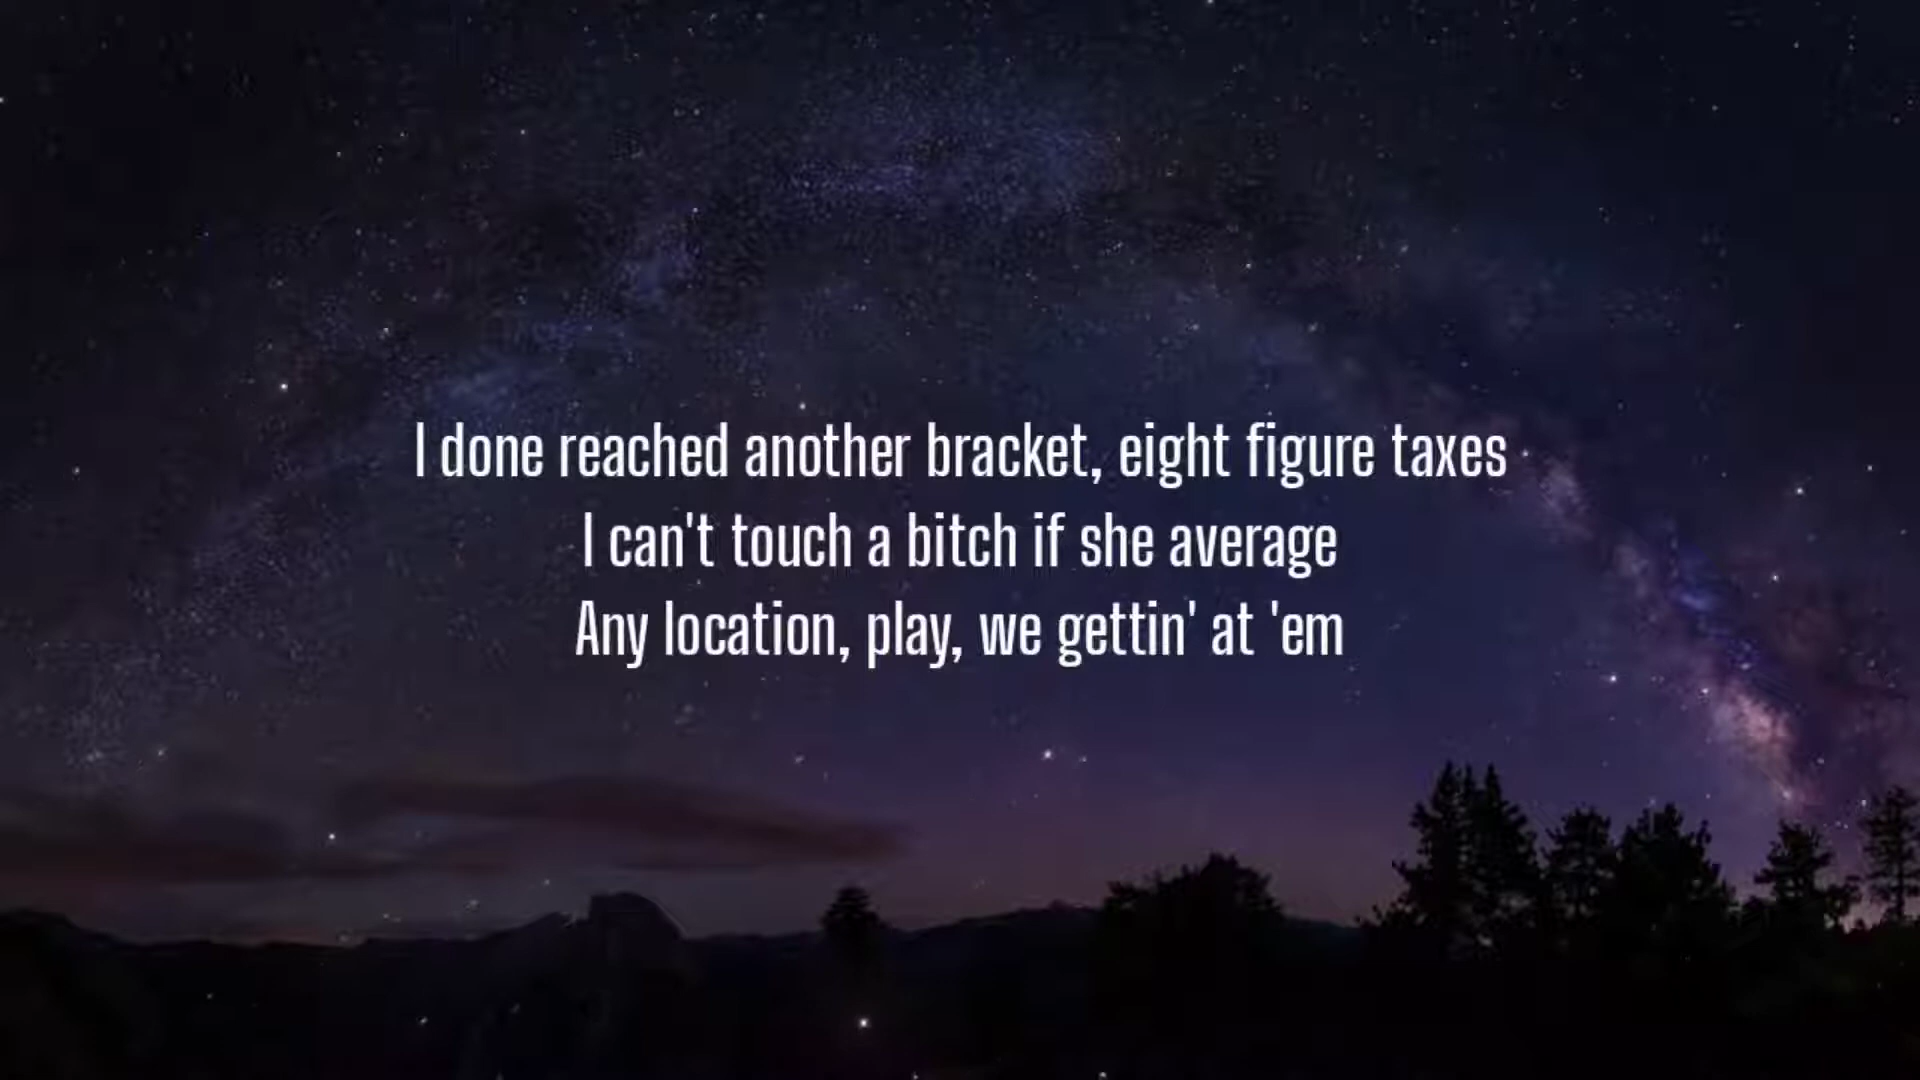 I done reached another bracket, eight figure taxes
I can't touch a bitch if she average
Any location, play, we gettin' at 'em